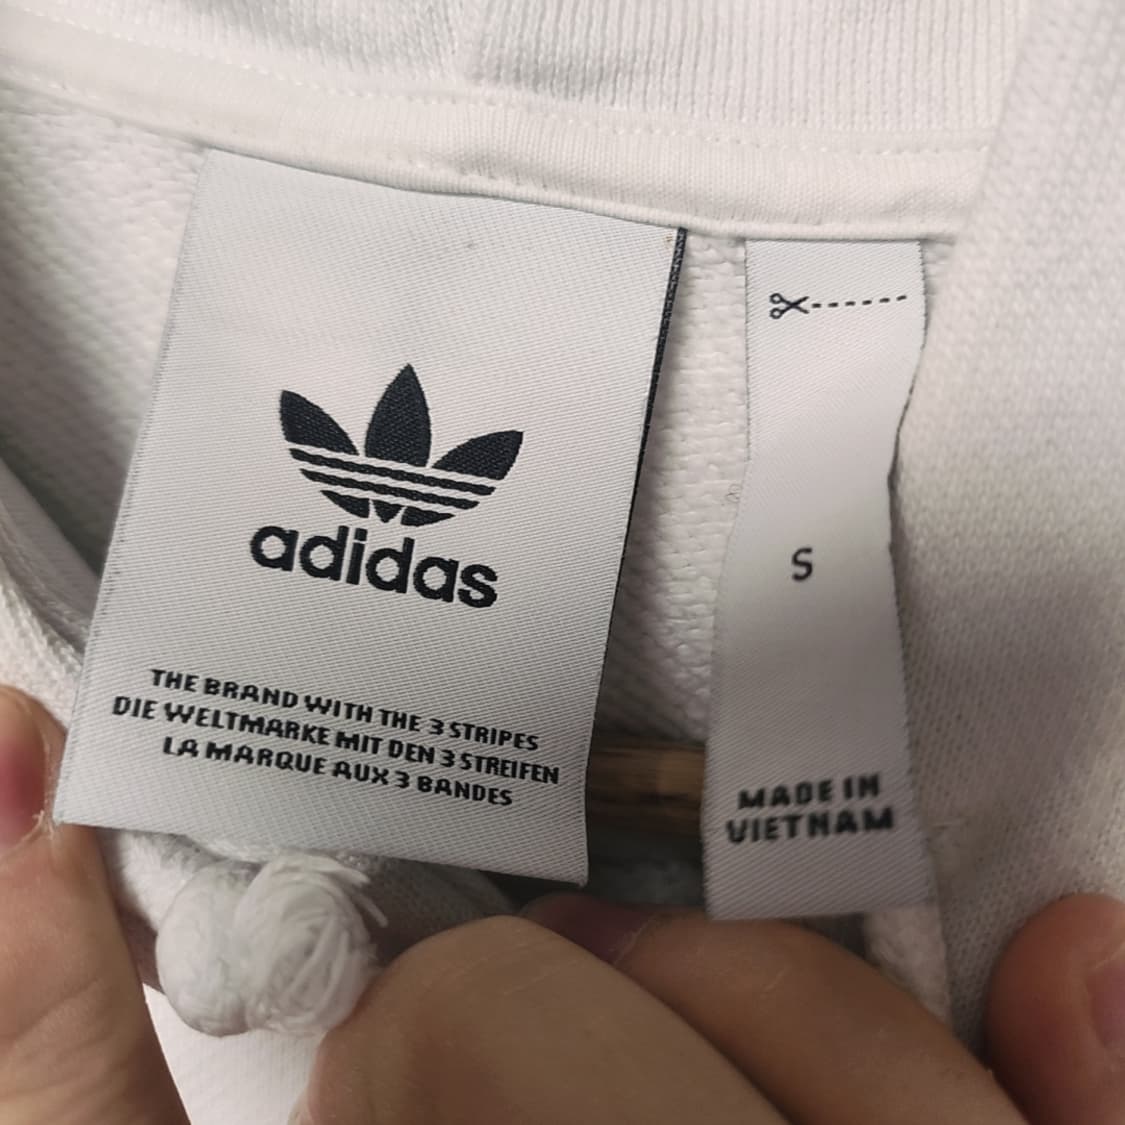 adidas
THE BRAND WITH THE 3 STRIPES
DIE WELTMARKE MIT DEN 3 STREIFEN
LA MARQUE AUX 3 BANDES
S
MADE IN
VIETNAM